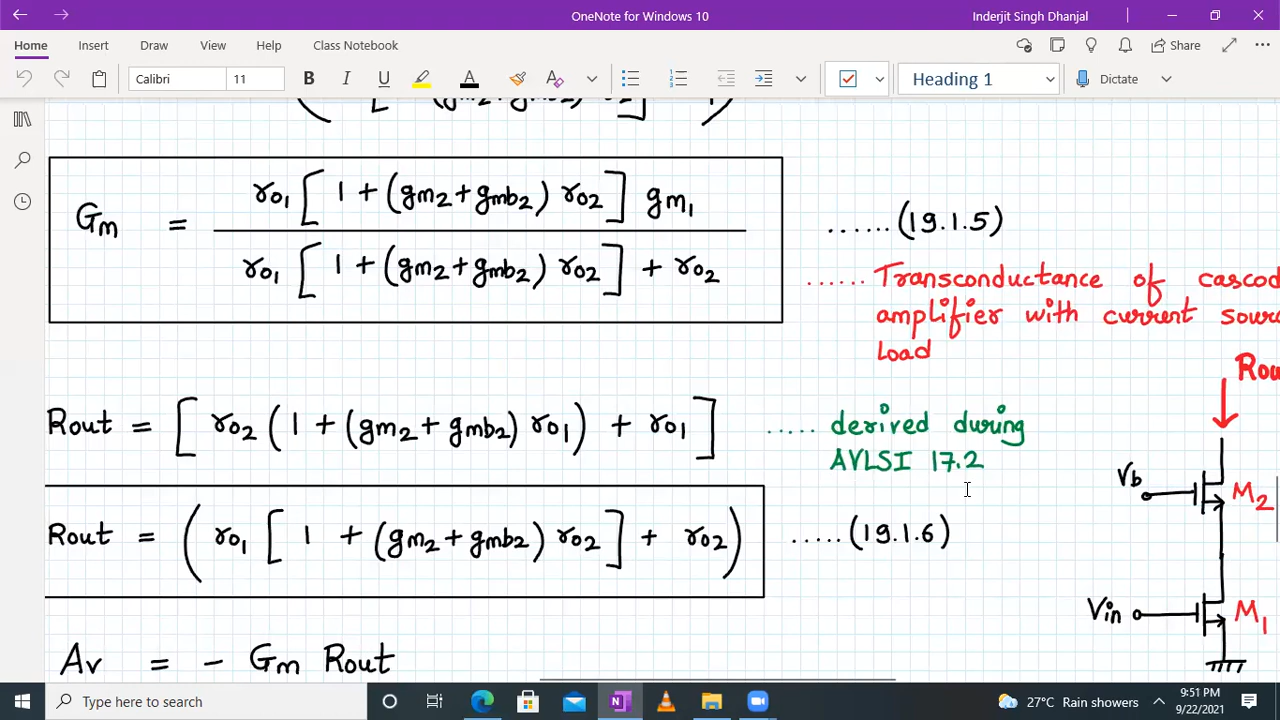 OneNote for Windows 10
Inderjit Singh Dhanjal
Home Insert Draw View Help Class Notebook
Share
Calibri 11 B I U A Heading 1 Dictate
Gm = ro1 [ 1 + (gm2 + gmb2) ro2 ] gm1 / ro1 [ 1 + (gm2 + gmb2) ro2 ] + ro2 ......(19.1.5)
...... Transconductance of cascod
amplifier with current sour
load
Rou
Rout = [ ro2 ( 1 + (gm2 + gmb2) ro1 ) + ro1 ] ..... derived during
AVLSI 17.2
Vb
M2
Rout = ( ro1 [ 1 + (gm2 + gmb2) ro2 ] + ro2 ) .....(19.1.6)
Vin
M1
Av = - Gm Rout
Type here to search
27°C Rain showers
9:51 PM
9/22/2021